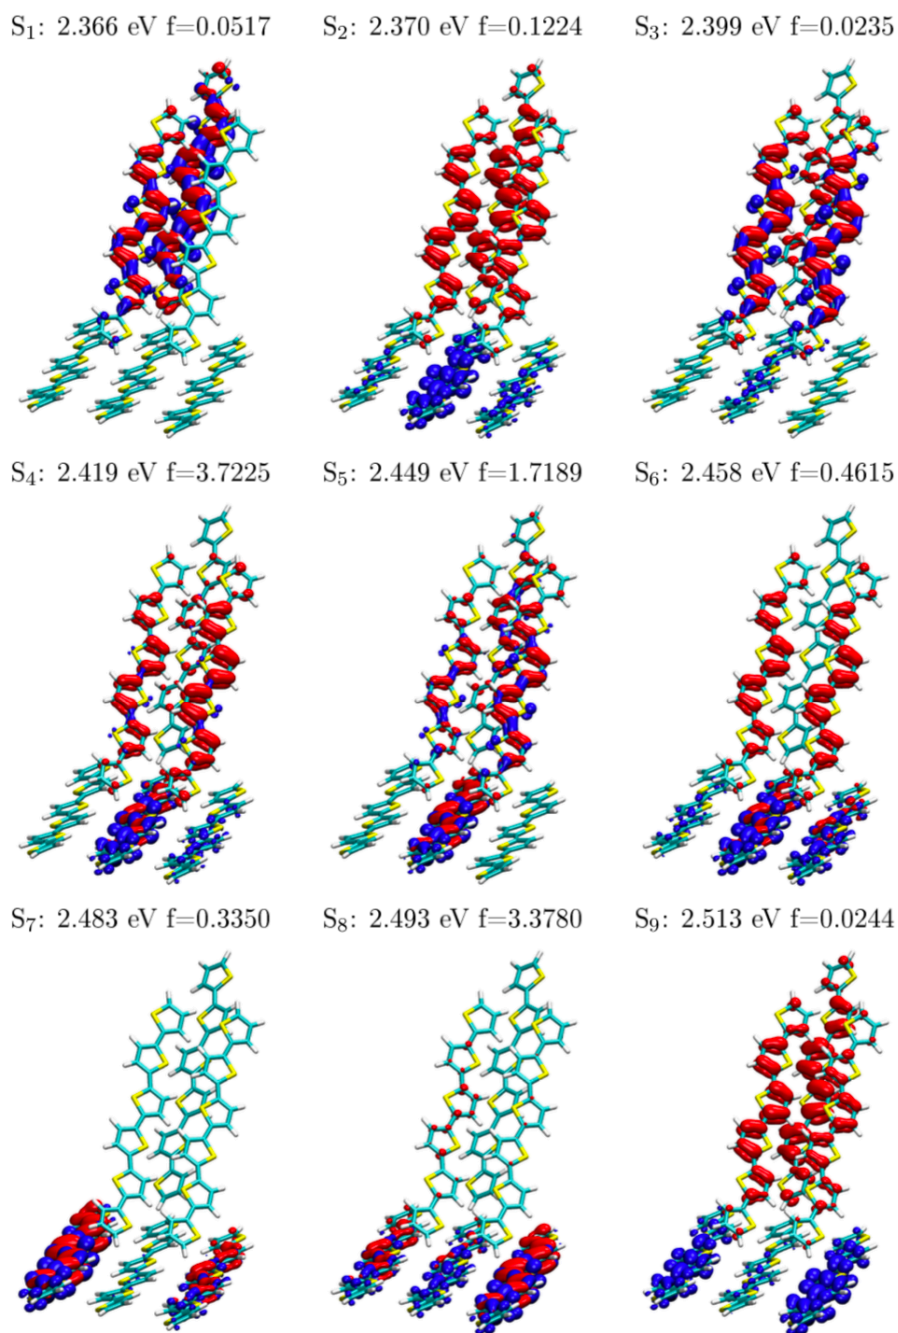 S₁: 2.366 eV f=0.0517 S₂: 2.370 eV f=0.1224 S₃: 2.399 eV f=0.0235
S₄: 2.419 eV f=3.7225 S₅: 2.449 eV f=1.7189 S₆: 2.458 eV f=0.4615
S₇: 2.483 eV f=0.3350 S₈: 2.493 eV f=3.3780 S₉: 2.513 eV f=0.0244